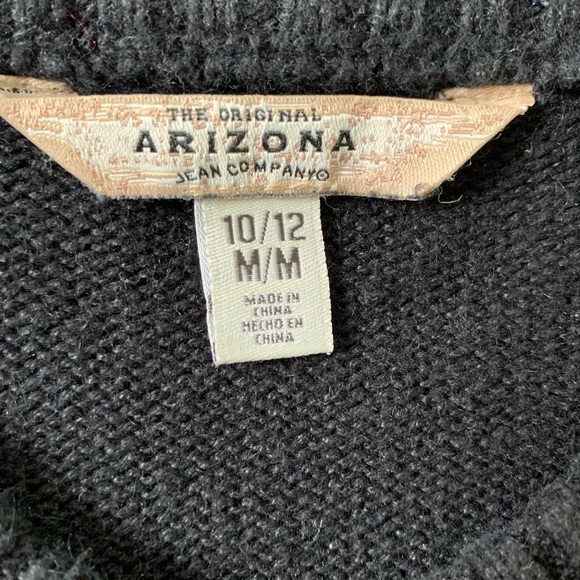 THE ORIGINAL
ARIZONA
JEAN COMPANY®
10/12
M/M
MADE IN
CHINA
HECHO EN
CHINA